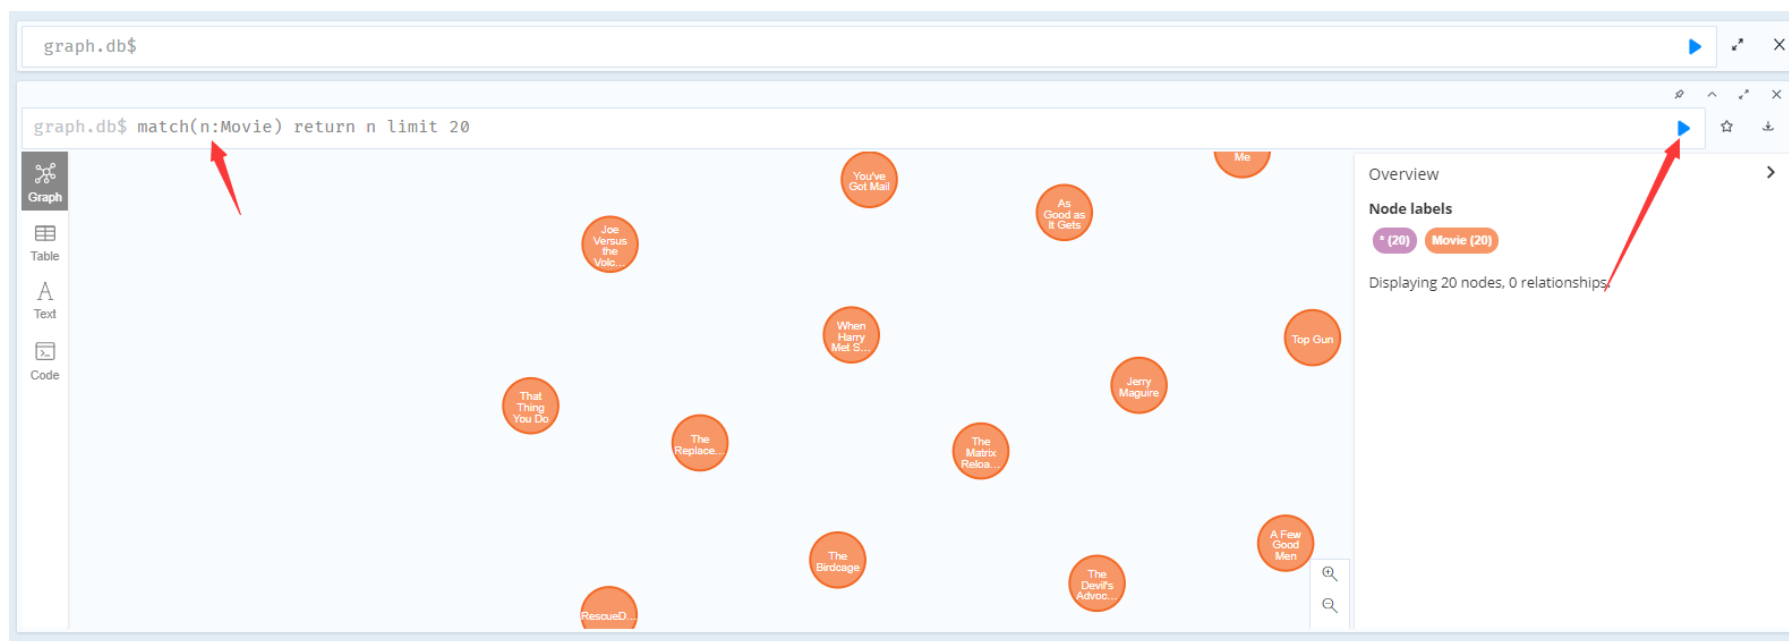 graph.db$
graph.db$ match(n:Movie) return n limit 20
Graph
Table
Text
Code
Me
You've
Got Mail
As
Good as
It Gets
Joe
Versus
the
Volc...
When
Harry
Met S...
Top Gun
Jerry
Maguire
That
Thing
You Do
The
Replace...
The
Matrix
Reloa...
A Few
Good
Men
The
Birdcage
The
Devil's
Advoc...
RescueD...
Overview
Node labels
* (20) Movie (20)
Displaying 20 nodes, 0 relationships.